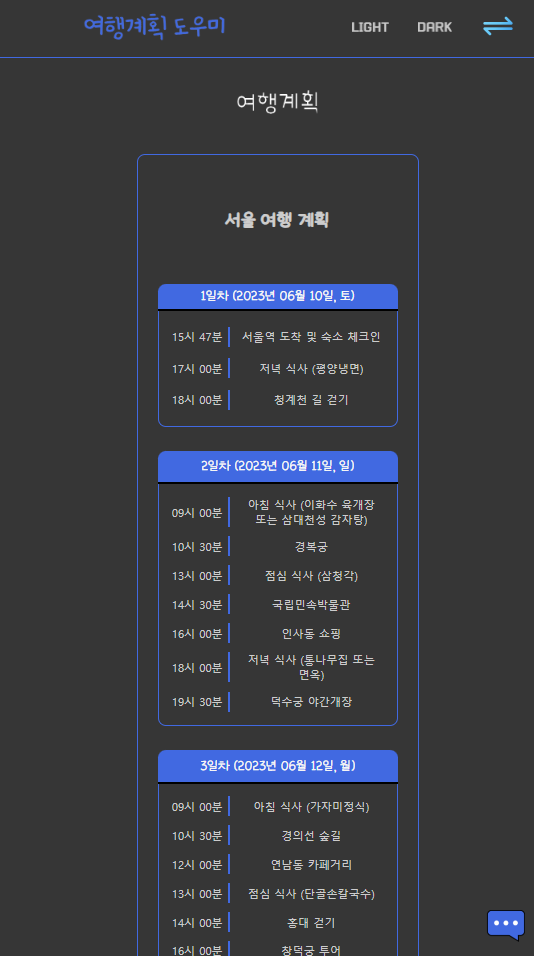 여행계획 도우미
LIGHT DARK
여행계획
서울 여행 계획
1일차 (2023년 06월 10일, 토)
15시 47분 서울역 도착 및 숙소 체크인
17시 00분 저녁 식사 (평양냉면)
18시 00분 청계천 길 걷기
2일차 (2023년 06월 11일, 일)
09시 00분 아침 식사 (이화수 육개장
또는 삼대천성 감자탕)
10시 30분 경복궁
13시 00분 점심 식사 (삼청각)
14시 30분 국립민속박물관
16시 00분 인사동 쇼핑
18시 00분 저녁 식사 (통나무집 또는
면옥)
19시 30분 덕수궁 야간개장
3일차 (2023년 06월 12일, 월)
09시 00분 아침 식사 (가자미정식)
10시 30분 경의선 숲길
12시 00분 연남동 카페거리
13시 00분 점심 식사 (단골손칼국수)
14시 00분 홍대 걷기
16시 00분 창덕궁 투어